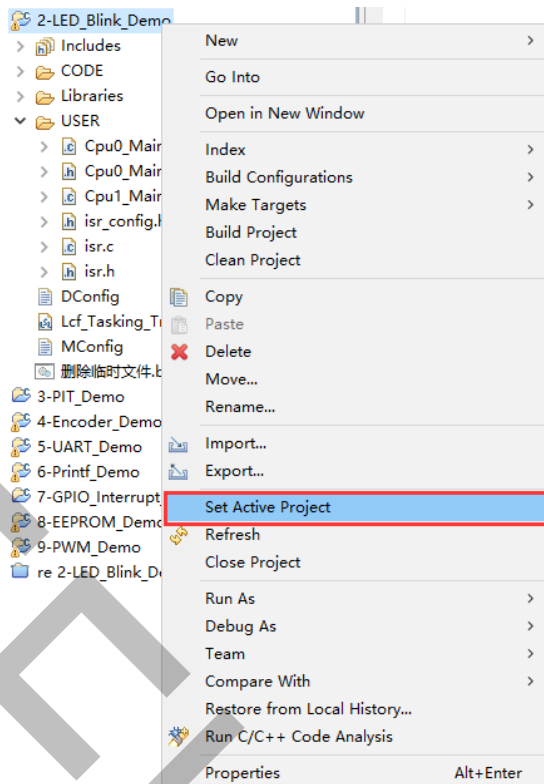 2-LED_Blink_Demo
Includes
CODE
Libraries
USER
Cpu0_Mair
Cpu0_Mair
Cpu1_Mair
isr_config.h
isr.c
isr.h
DConfig
Lcf_Tasking_Tr
MConfig
删除临时文件.b
3-PIT_Demo
4-Encoder_Demo
5-UART_Demo
6-Printf_Demo
7-GPIO_Interrupt_
8-EEPROM_Demo
9-PWM_Demo
re 2-LED_Blink_De
New
Go Into
Open in New Window
Index
Build Configurations
Make Targets
Build Project
Clean Project
Copy
Paste
Delete
Move...
Rename...
Import...
Export...
Set Active Project
Refresh
Close Project
Run As
Debug As
Team
Compare With
Restore from Local History...
Run C/C++ Code Analysis
Properties Alt+Enter